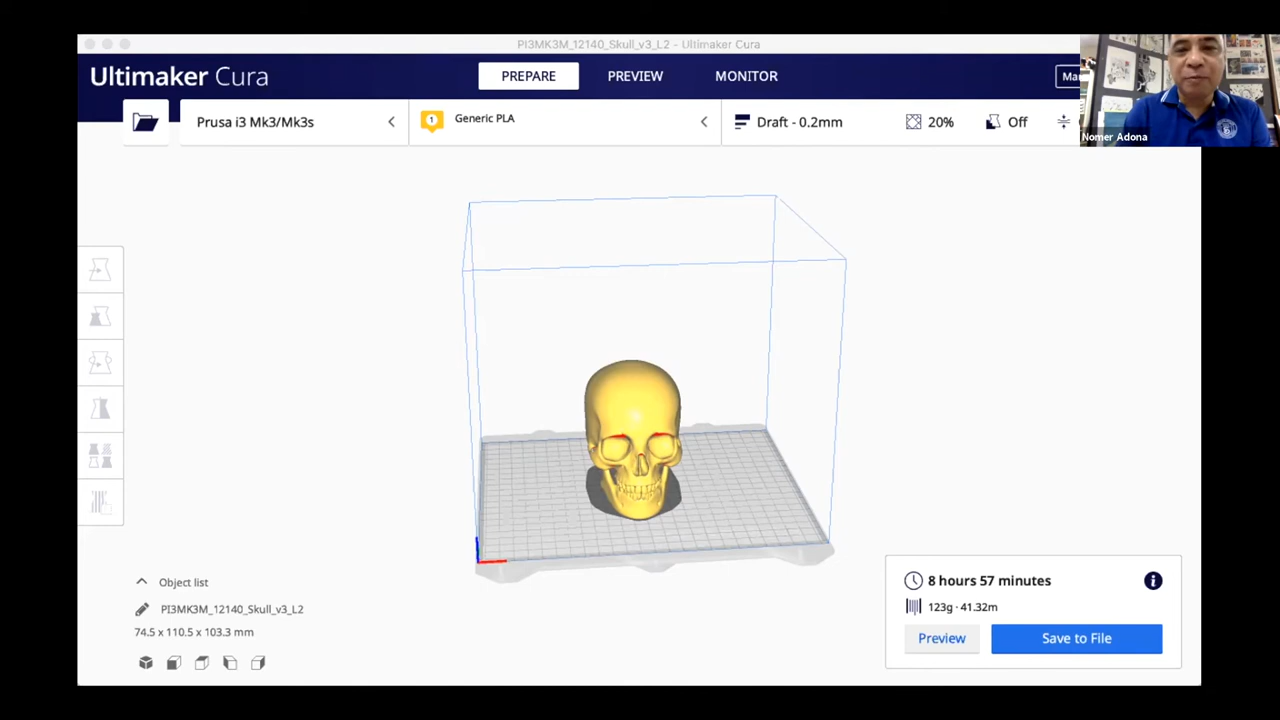 PI3MK3M_12140_Skull_v3_L2 - Ultimaker Cura
Ultimaker Cura
PREPARE
PREVIEW
MONITOR
Prusa i3 Mk3/Mk3s
1
Generic PLA
Draft - 0.2mm
20%
Off
Nomer Adona
Object list
PI3MK3M_12140_Skull_v3_L2
74.5 x 110.5 x 103.3 mm
8 hours 57 minutes
123g · 41.32m
Preview
Save to File